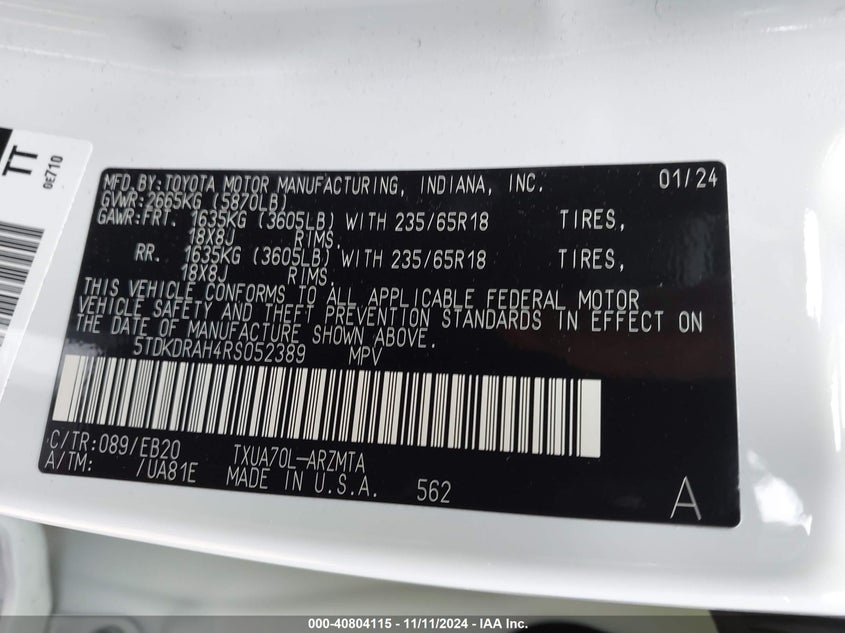 TT
0E710
MFD.BY:TOYOTA MOTOR MANUFACTURING, INDIANA, INC. 01/24
GVWR:2665KG (5870LB)
GAWR:FRT. 1635KG (3605LB) WITH 235/65R18 TIRES,
18X8J RIMS,
RR. 1635KG (3605LB) WITH 235/65R18 TIRES,
18X8J RIMS.
THIS VEHICLE CONFORMS TO ALL APPLICABLE FEDERAL MOTOR
VEHICLE SAFETY AND THEFT PREVENTION STANDARDS IN EFFECT ON
THE DATE OF MANUFACTURE SHOWN ABOVE.
5TDKDRAH4RS052389 MPV
C/TR:089/EB20 TXUA70L-ARZMTA
A/TM: /UA81E MADE IN U.S.A. 562 A
000-40804115 - 11/11/2024 - IAA Inc.